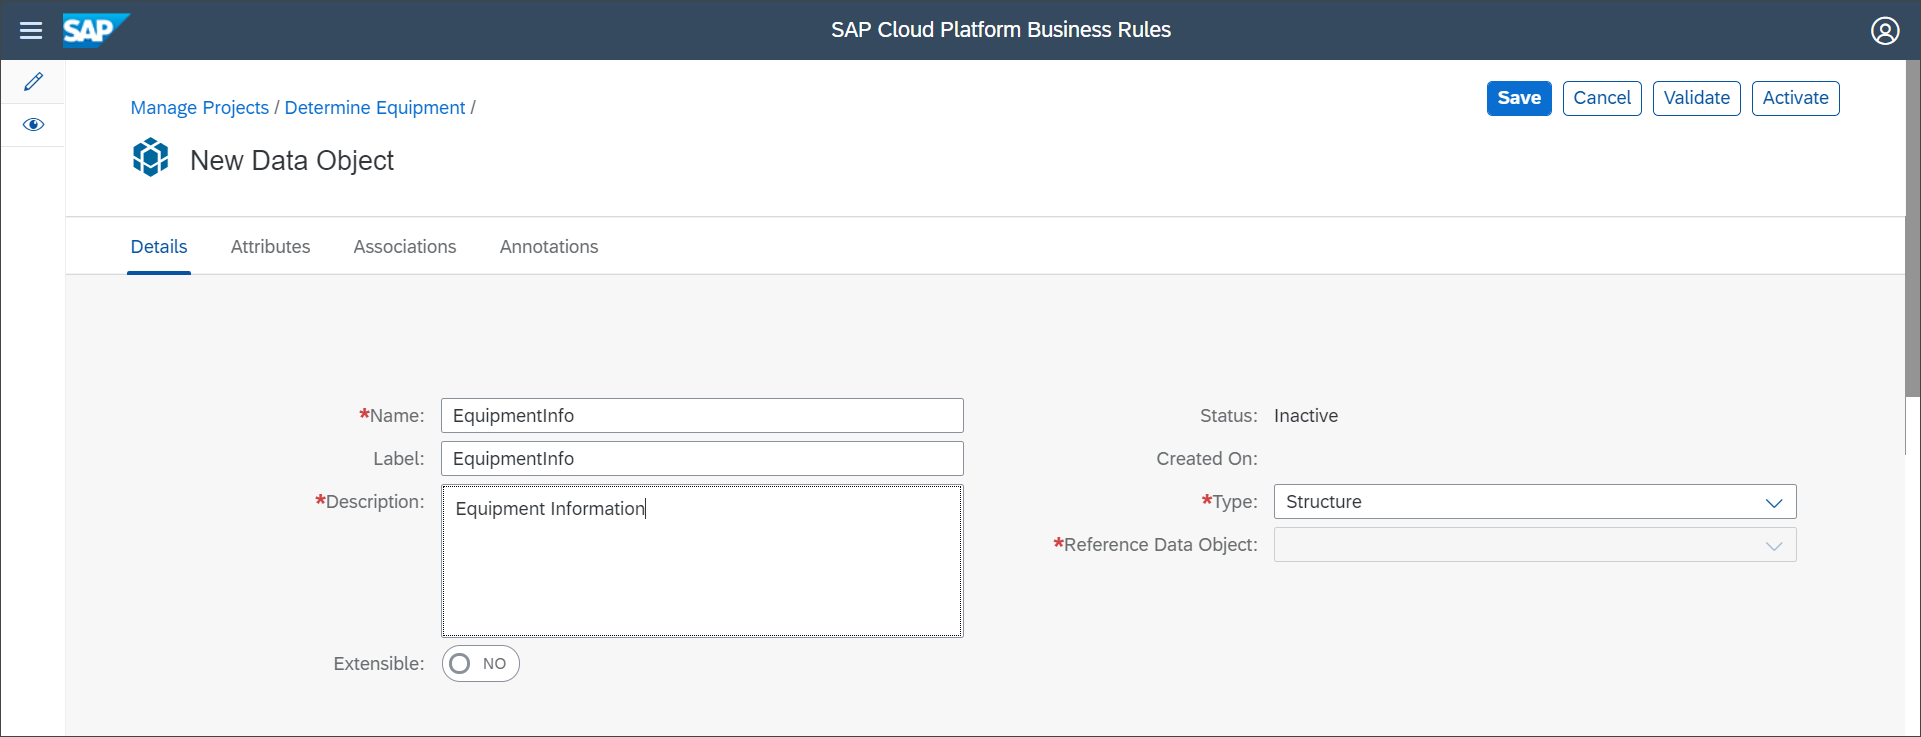 SAP SAP Cloud Platform Business Rules
Manage Projects / Determine Equipment /
Save Cancel Validate Activate
New Data Object
Details Attributes Associations Annotations
*Name: EquipmentInfo
Label: EquipmentInfo
*Description: Equipment Information
Extensible: NO
Status: Inactive
Created On:
*Type: Structure
*Reference Data Object: